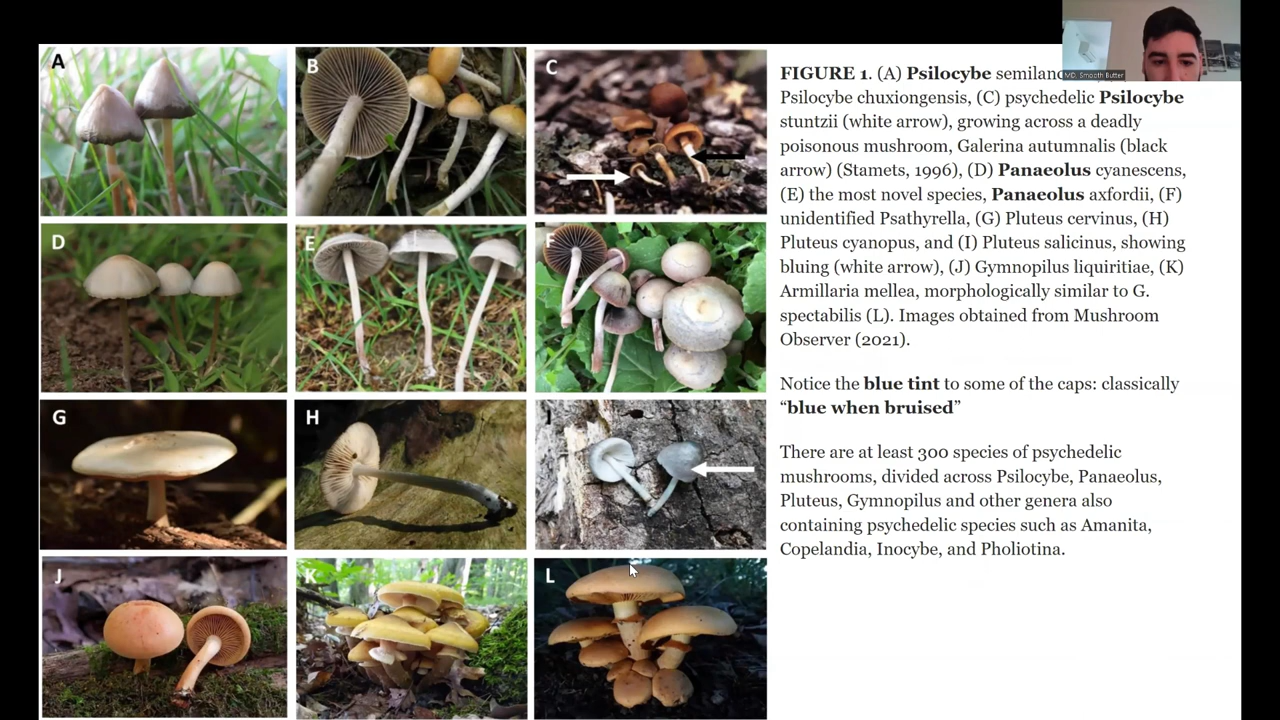 A
B
C
D
E
F
G
H
I
J
K
L
MD, Smooth Butter
FIGURE 1. (A) Psilocybe
Psilocybe chuxiongensis, (C) psychedelic Psilocybe
stuntzii (white arrow), growing across a deadly
poisonous mushroom, Galerina autumnalis (black
arrow) (Stamets, 1996), (D) Panaeolus cyanescens,
(E) the most novel species, Panaeolus axfordii, (F)
unidentified Psathyrella, (G) Pluteus cervinus, (H)
Pluteus cyanopus, and (I) Pluteus salicinus, showing
bluing (white arrow), (J) Gymnopilus liquiritiae, (K)
Armillaria mellea, morphologically similar to G.
spectabilis (L). Images obtained from Mushroom
Observer (2021).
Notice the blue tint to some of the caps: classically
“blue when bruised”
There are at least 300 species of psychedelic
mushrooms, divided across Psilocybe, Panaeolus,
Pluteus, Gymnopilus and other genera also
containing psychedelic species such as Amanita,
Copelandia, Inocybe, and Pholiotina.